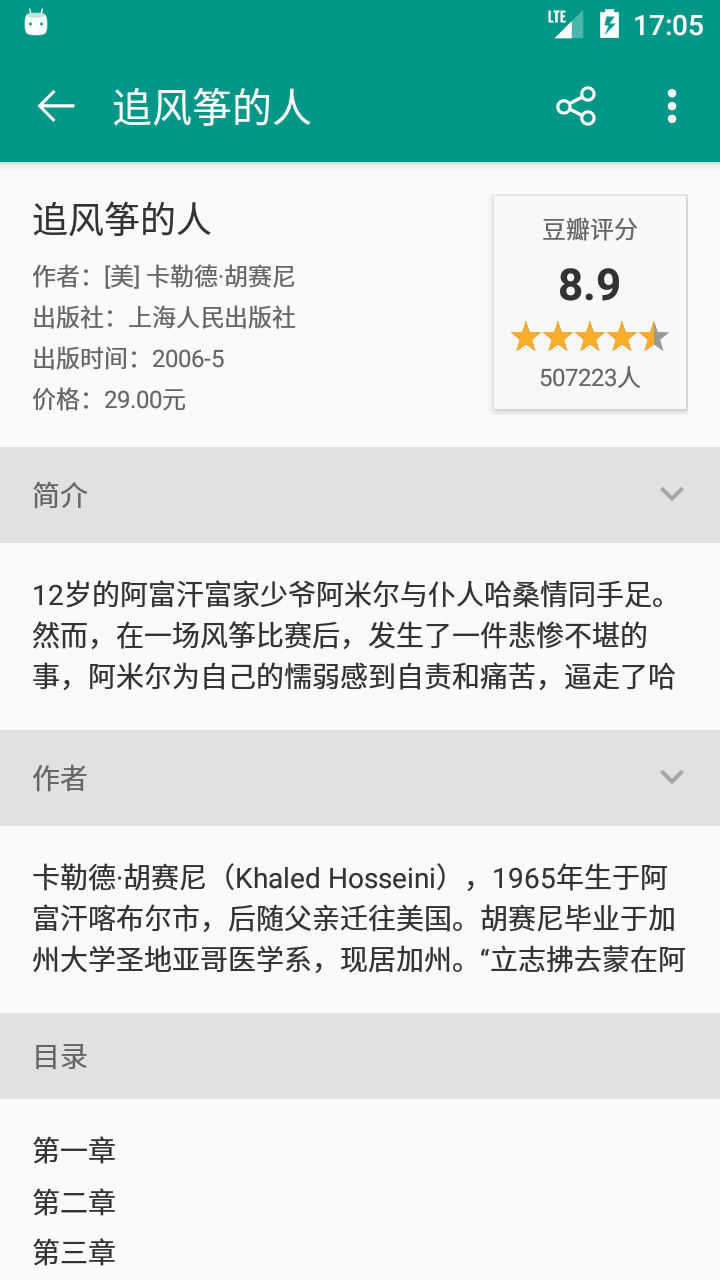 LTE 17:05
追风筝的人
追风筝的人
作者：[美] 卡勒德·胡赛尼
出版社：上海人民出版社
出版时间：2006-5
价格：29.00元
豆瓣评分
8.9
507223人
简介
12岁的阿富汗富家少爷阿米尔与仆人哈桑情同手足。
然而，在一场风筝比赛后，发生了一件悲惨不堪的
事，阿米尔为自己的懦弱感到自责和痛苦，逼走了哈
作者
卡勒德·胡赛尼（Khaled Hosseini），1965年生于阿
富汗喀布尔市，后随父亲迁往美国。胡赛尼毕业于加
州大学圣地亚哥医学系，现居加州。“立志拂去蒙在阿
目录
第一章
第二章
第三章